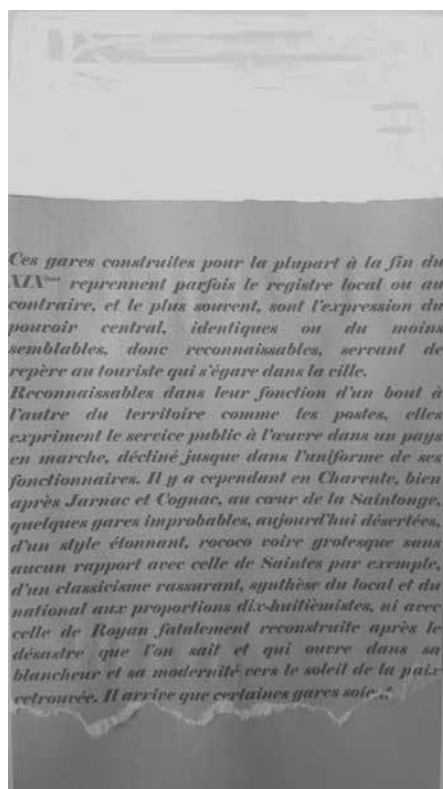 Ces gares construites pour la plupart à la fin du
XIXème reprennent parfois le registre local ou au
contraire, et le plus souvent, sont l'expression du
pouvoir central, identiques ou du moins
semblables, donc reconnaissables, servant de
repère au touriste qui s'égare dans la ville.
Reconnaissables dans leur fonction d'un bout à
l'autre du territoire comme les postes, elles
expriment le service public à l'œuvre dans un pays
en marche, décliné jusque dans l'uniforme de ses
fonctionnaires. Il y a cependant en Charente, bien
après Jarnac et Cognac, au cœur de la Saintonge,
quelques gares improbables, aujourd'hui désertées,
d'un style étonnant, rococo voire grotesque sans
aucun rapport avec celle de Saintes par exemple,
d'un classicisme rassurant, synthèse du local et du
national aux proportions dix-huitièmistes, ni avec
celle de Royan fatalement reconstruite après le
désastre que l'on sait et qui ouvre dans sa
blancheur et sa modernité vers le soleil de la paix
retrouvée. Il arrive que certaines gares soie